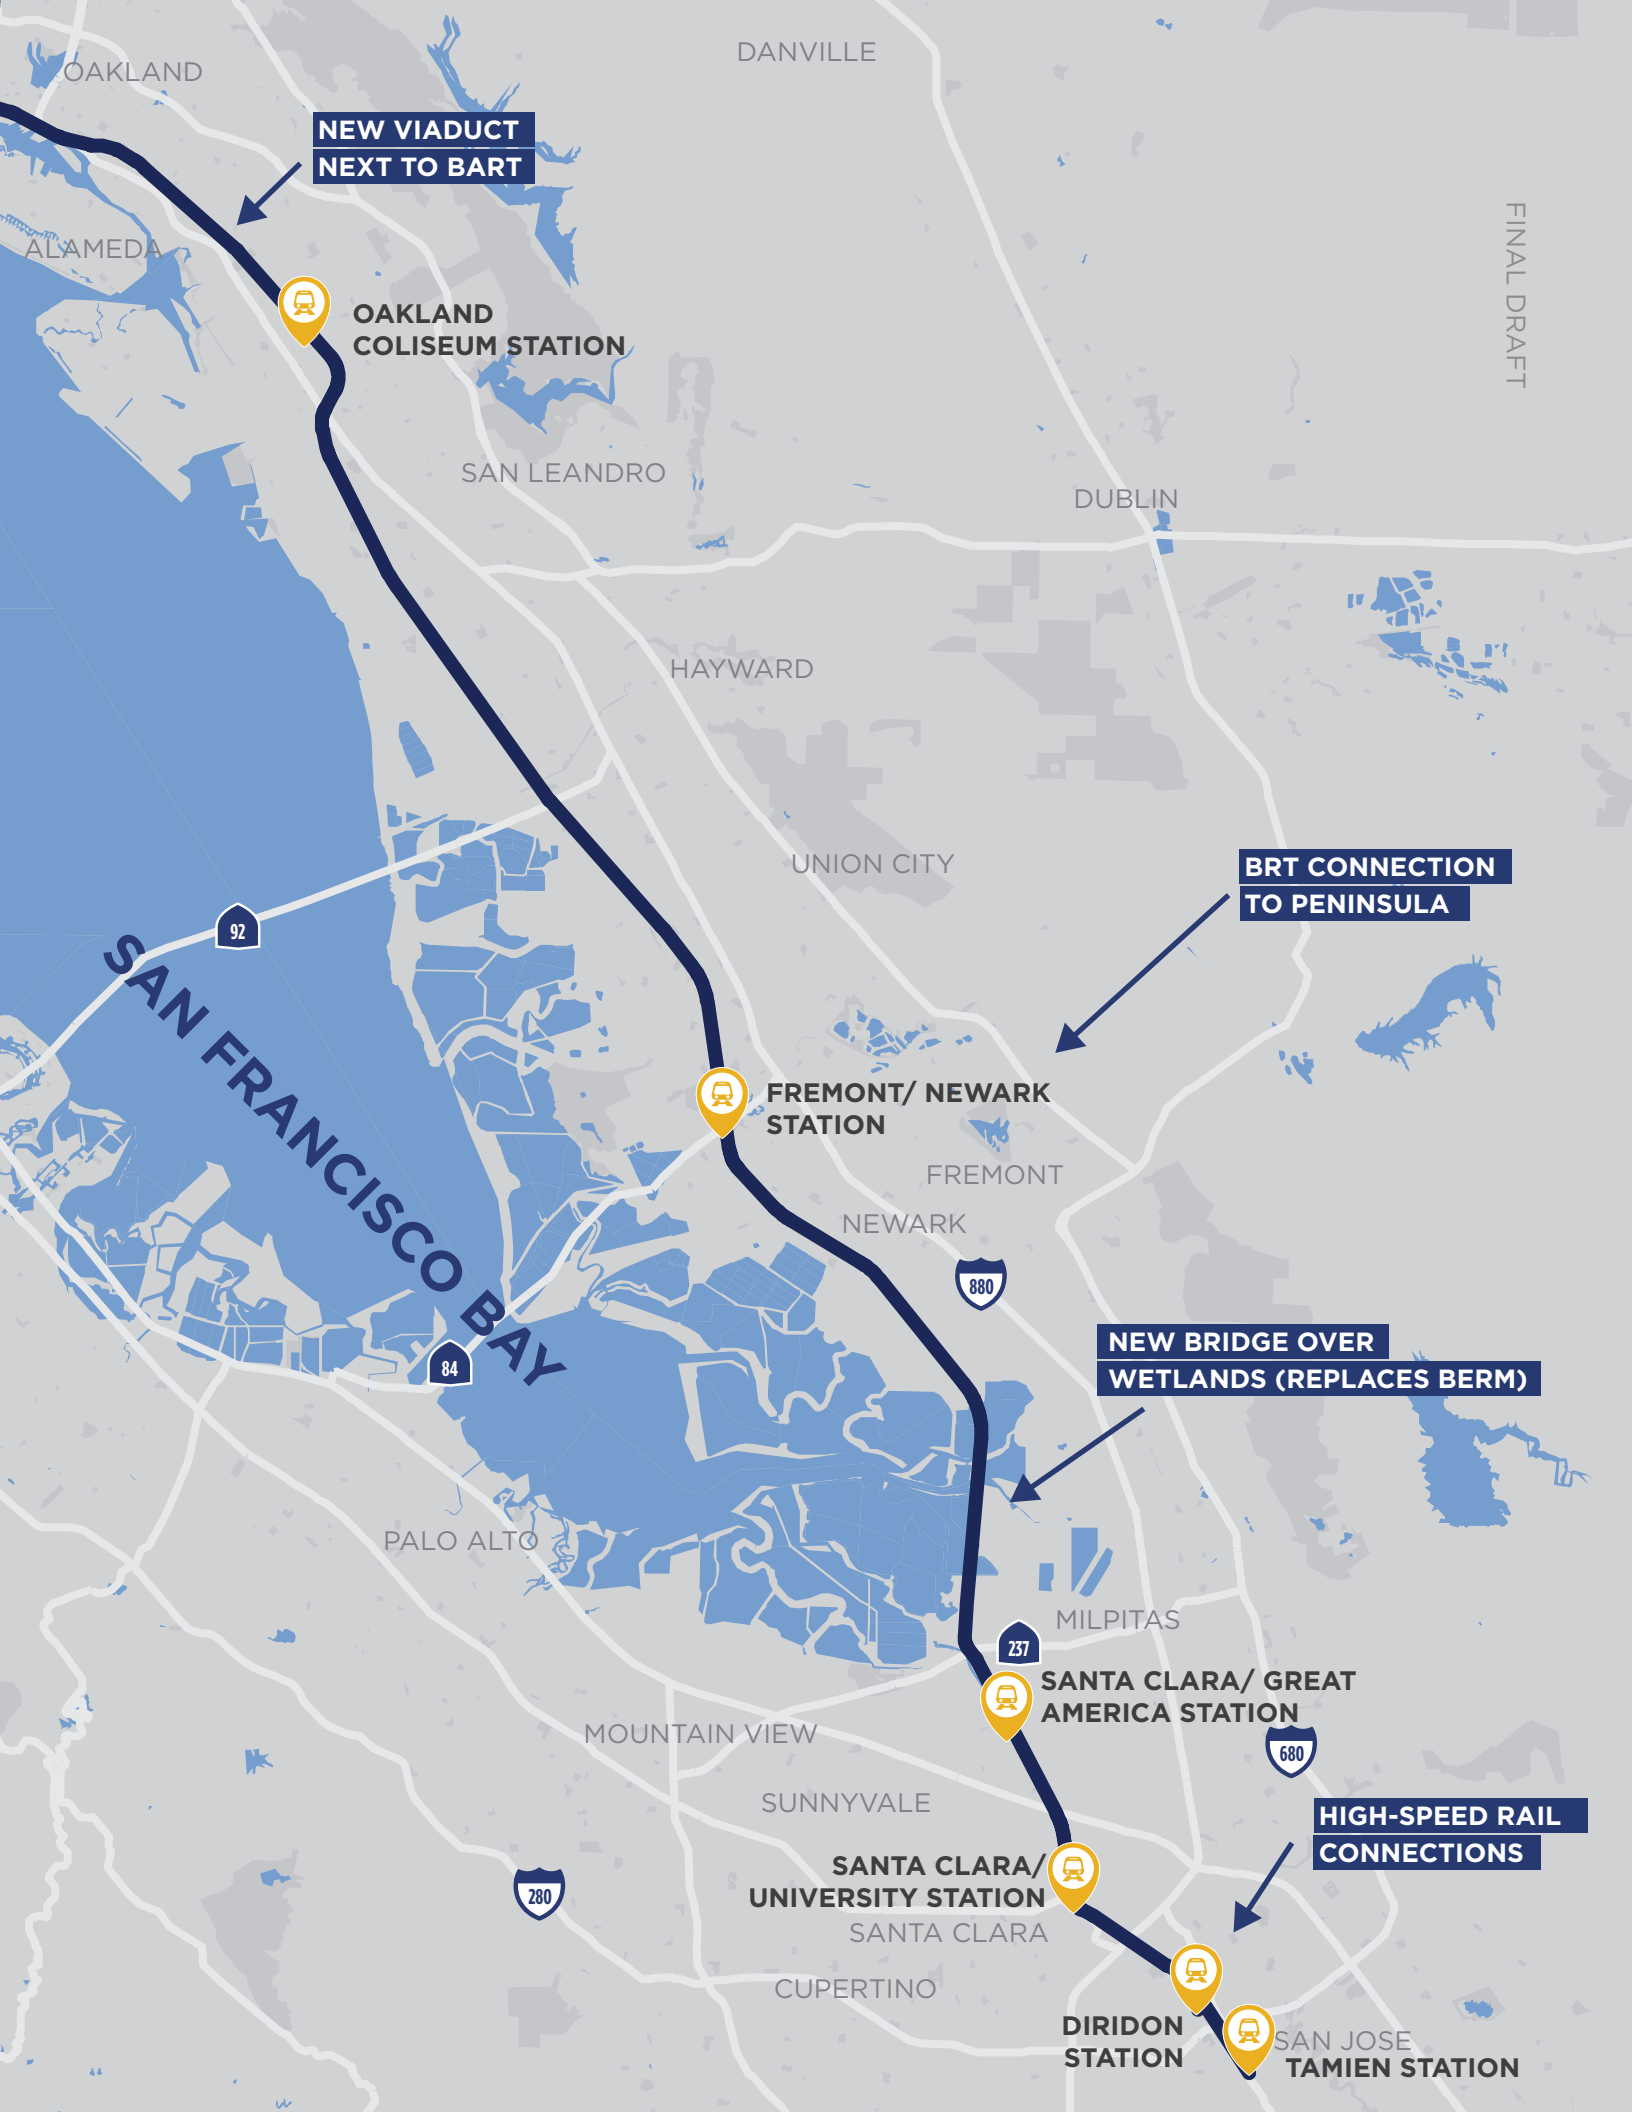 DANVILLE
OAKLAND
NEW VIADUCT
NEXT TO BART
FINAL DRAFT
ALAMEDA
OAKLAND
COLISEUM STATION
SAN LEANDRO
DUBLIN
HAYWARD
UNION CITY
BRT CONNECTION
TO PENINSULA
92
SAN FRANCISCO BAY
FREMONT/ NEWARK
STATION
FREMONT
NEWARK
880
NEW BRIDGE OVER
WETLANDS (REPLACES BERM)
84
PALO ALTO
MILPITAS
237
SANTA CLARA/ GREAT
AMERICA STATION
MOUNTAIN VIEW
680
SUNNYVALE
HIGH-SPEED RAIL
CONNECTIONS
SANTA CLARA/
UNIVERSITY STATION
280
SANTA CLARA
CUPERTINO
DIRIDON
STATION
SAN JOSE
TAMIEN STATION